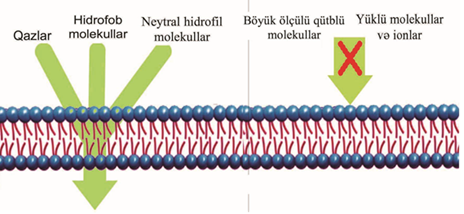 Qazlar
Hidrofob
molekullar
Neytral hidrofil
molekullar
Böyük ölçülü qütblü
molekullar
Yüklü molekullar
və ionlar